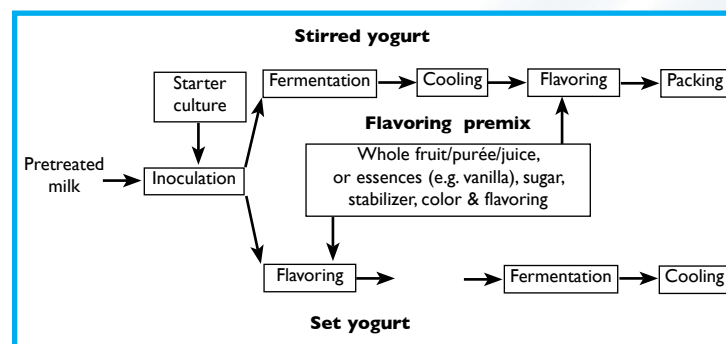 Stirred yogurt
Starter
culture
Fermentation
Cooling
Flavoring
Packing
Flavoring premix
Pretreated
milk
Inoculation
Whole fruit/purée/juice,
or essences (e.g. vanilla), sugar,
stabilizer, color & flavoring
Flavoring
Fermentation
Cooling
Set yogurt